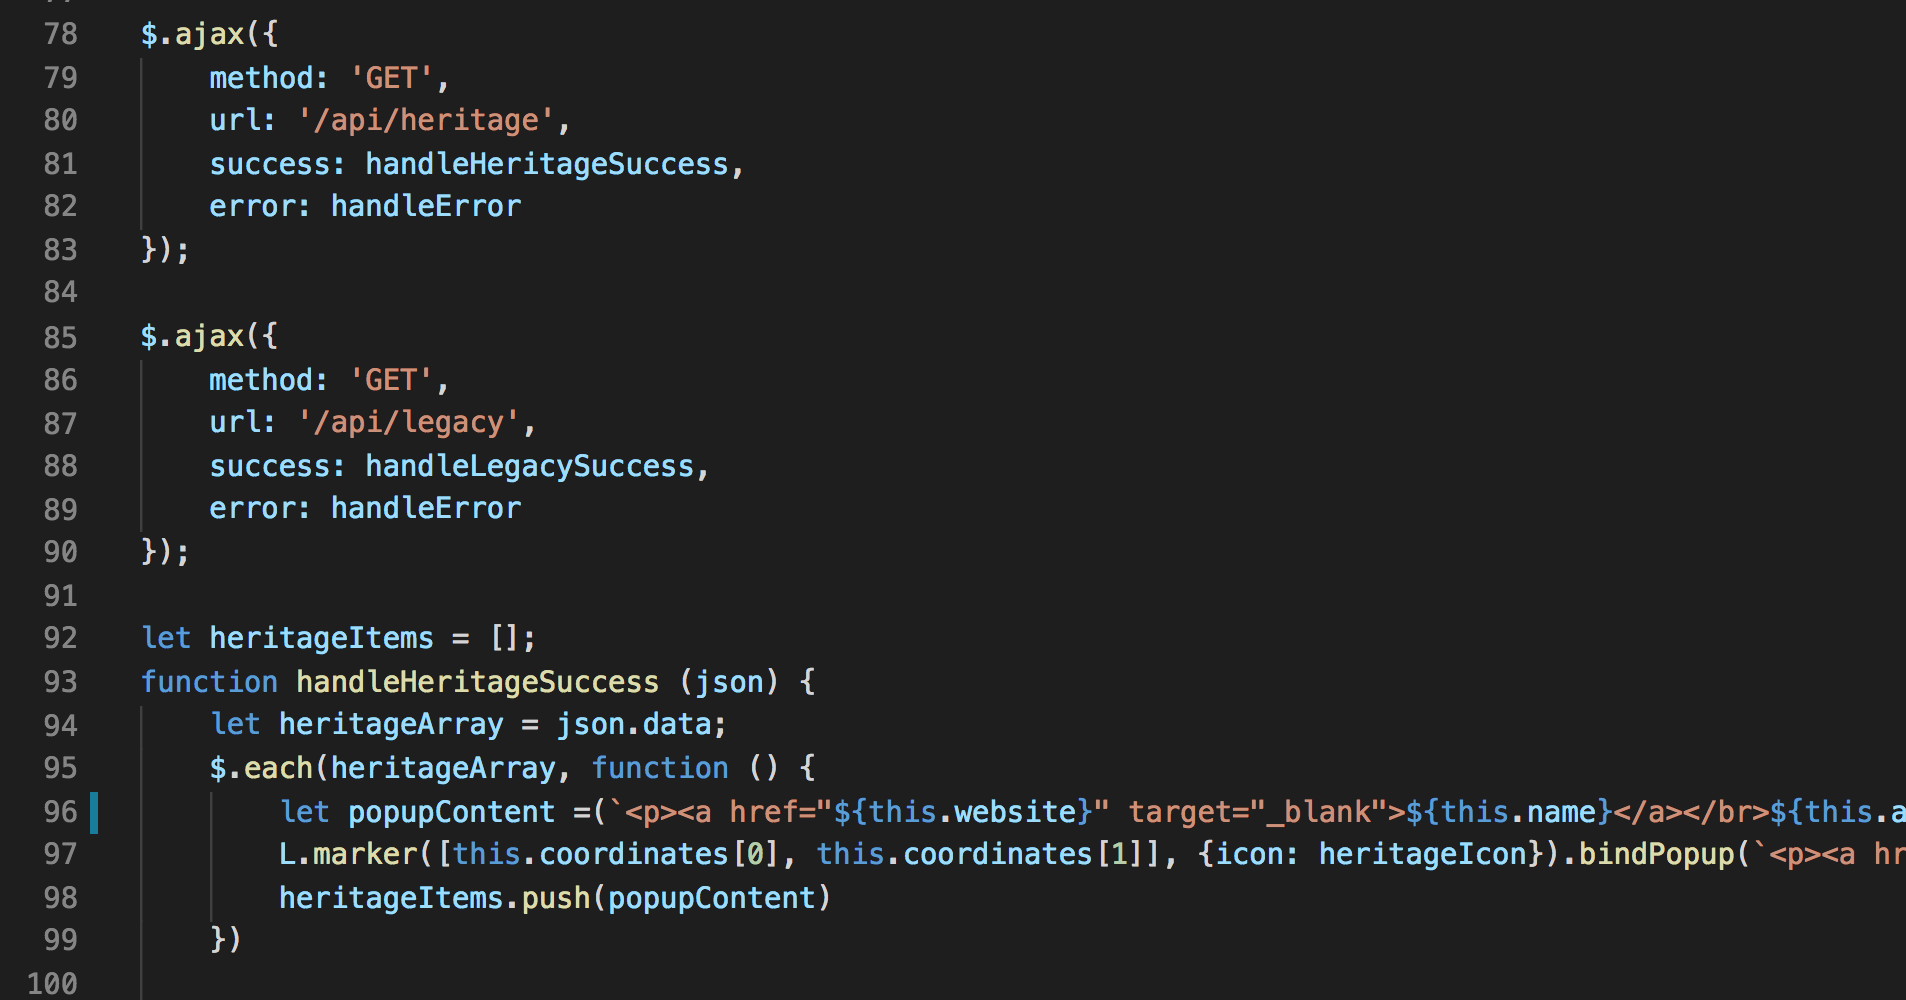 78 $.ajax({
79 method: 'GET',
80 url: '/api/heritage',
81 success: handleHeritageSuccess,
82 error: handleError
83 });
84
85 $.ajax({
86 method: 'GET',
87 url: '/api/legacy',
88 success: handleLegacySuccess,
89 error: handleError
90 });
91
92 let heritageItems = [];
93 function handleHeritageSuccess (json) {
94 let heritageArray = json.data;
95 $.each(heritageArray, function () {
96 let popupContent =(`<p><a href="${this.website}" target="_blank">${this.name}</a></br>${this.a
97 L.marker([this.coordinates[0], this.coordinates[1]], {icon: heritageIcon}).bindPopup(`<p><a hr
98 heritageItems.push(popupContent)
99 })
100